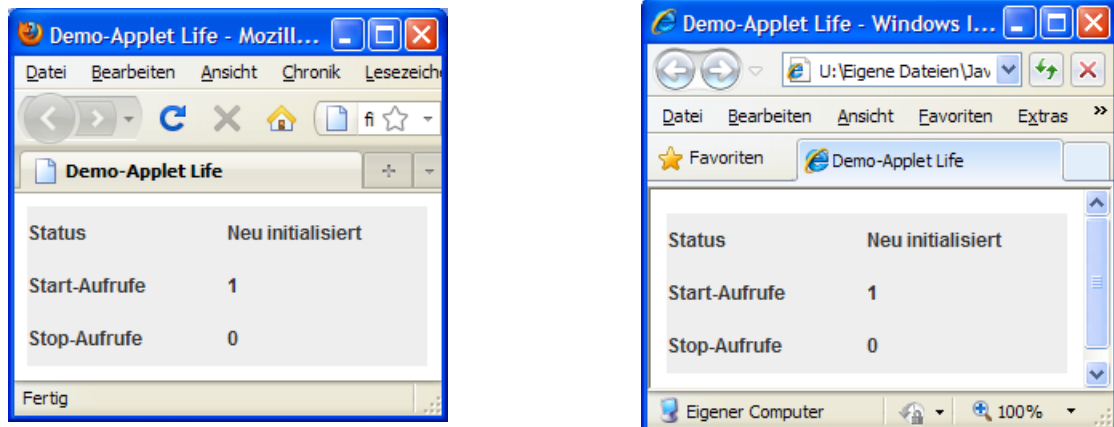 Demo-Applet Life - Mozill...
Datei Bearbeiten Ansicht Chronik Lesezeich
fi
Demo-Applet Life
Status Neu initialisiert
Start-Aufrufe 1
Stop-Aufrufe 0
Fertig
Demo-Applet Life - Windows I...
U:\Eigene Dateien\Jav
Datei Bearbeiten Ansicht Favoriten Extras »
Favoriten Demo-Applet Life
Status Neu initialisiert
Start-Aufrufe 1
Stop-Aufrufe 0
Eigener Computer 100%